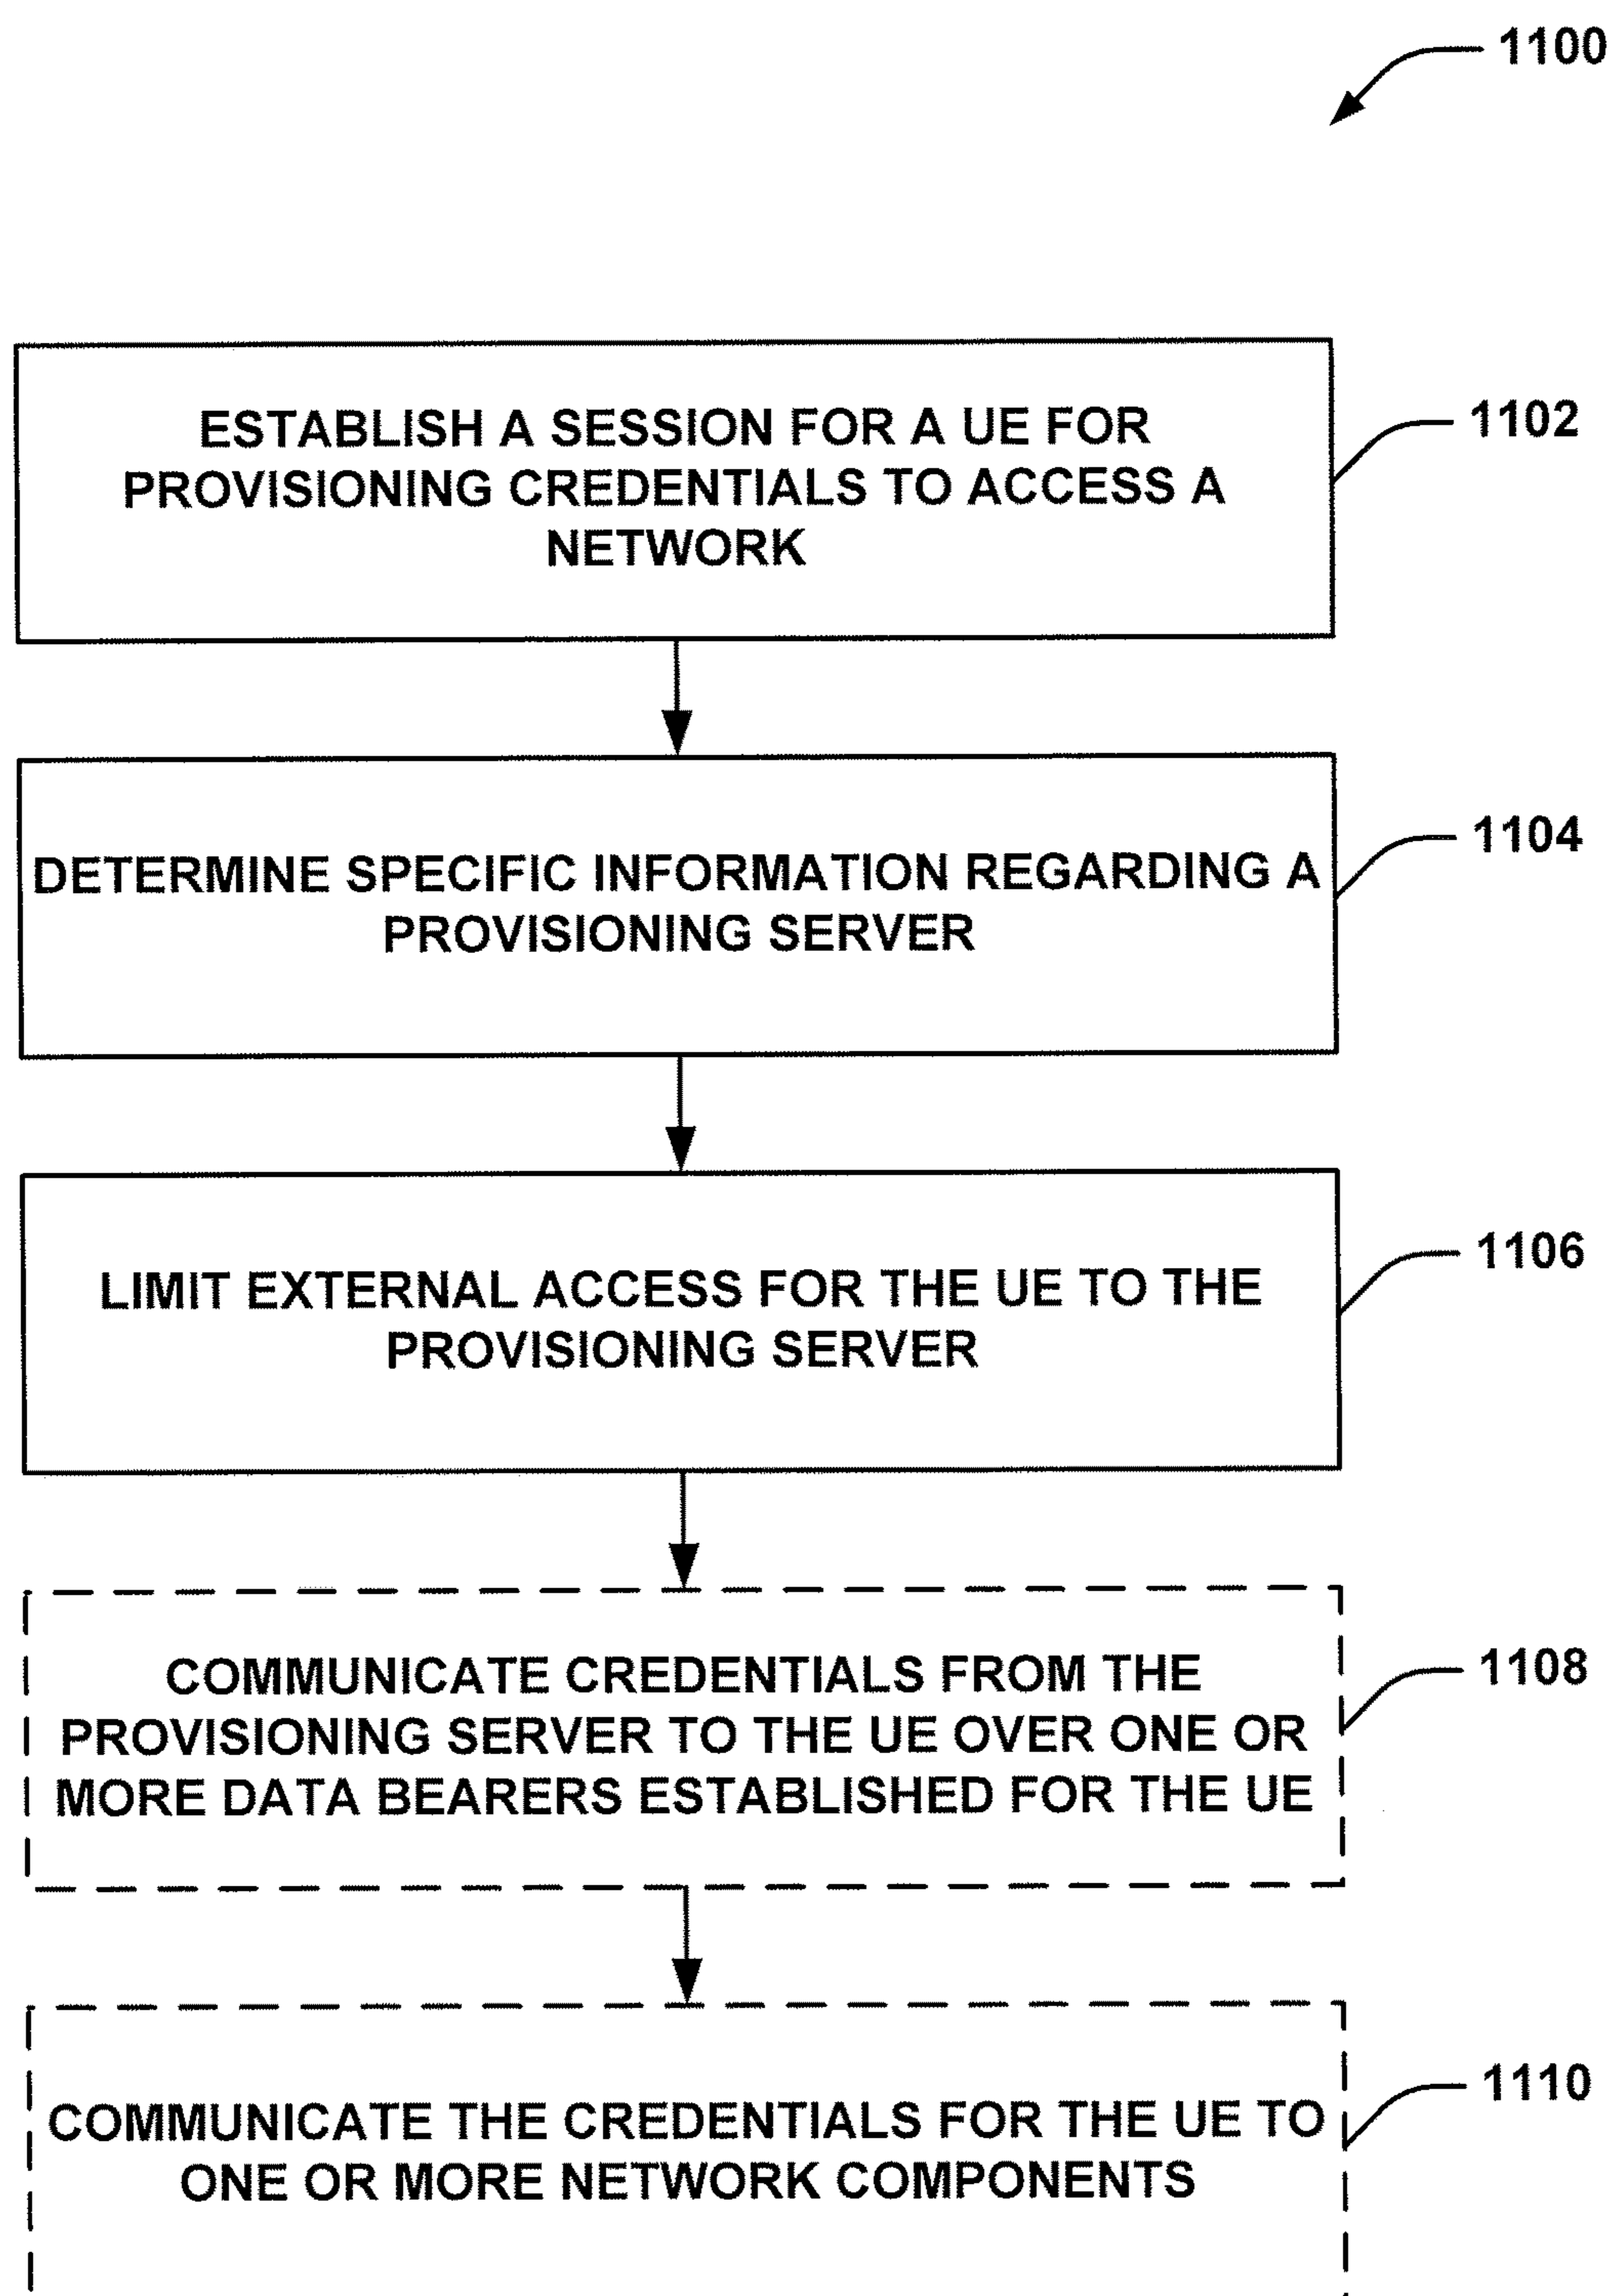 1100
ESTABLISH A SESSION FOR A UE FOR
PROVISIONING CREDENTIALS TO ACCESS A
NETWORK
1102
DETERMINE SPECIFIC INFORMATION REGARDING A
PROVISIONING SERVER
1104
LIMIT EXTERNAL ACCESS FOR THE UE TO THE
PROVISIONING SERVER
1106
COMMUNICATE CREDENTIALS FROM THE
PROVISIONING SERVER TO THE UE OVER ONE OR
MORE DATA BEARERS ESTABLISHED FOR THE UE
1108
COMMUNICATE THE CREDENTIALS FOR THE UE TO
ONE OR MORE NETWORK COMPONENTS
1110